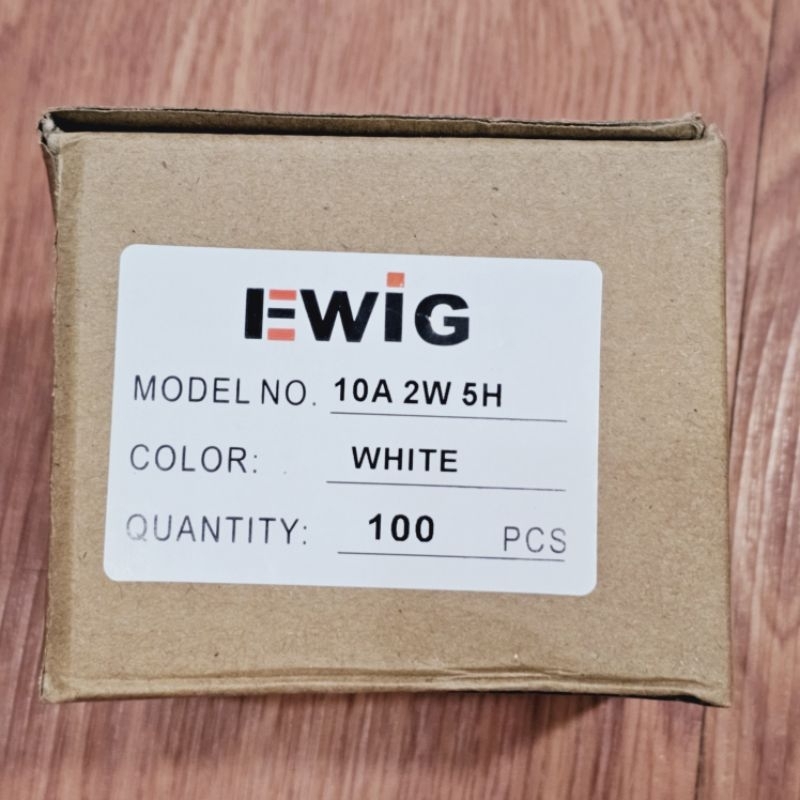 EWiG
MODEL NO. 10A 2W 5H
COLOR: WHITE
QUANTITY: 100 PCS